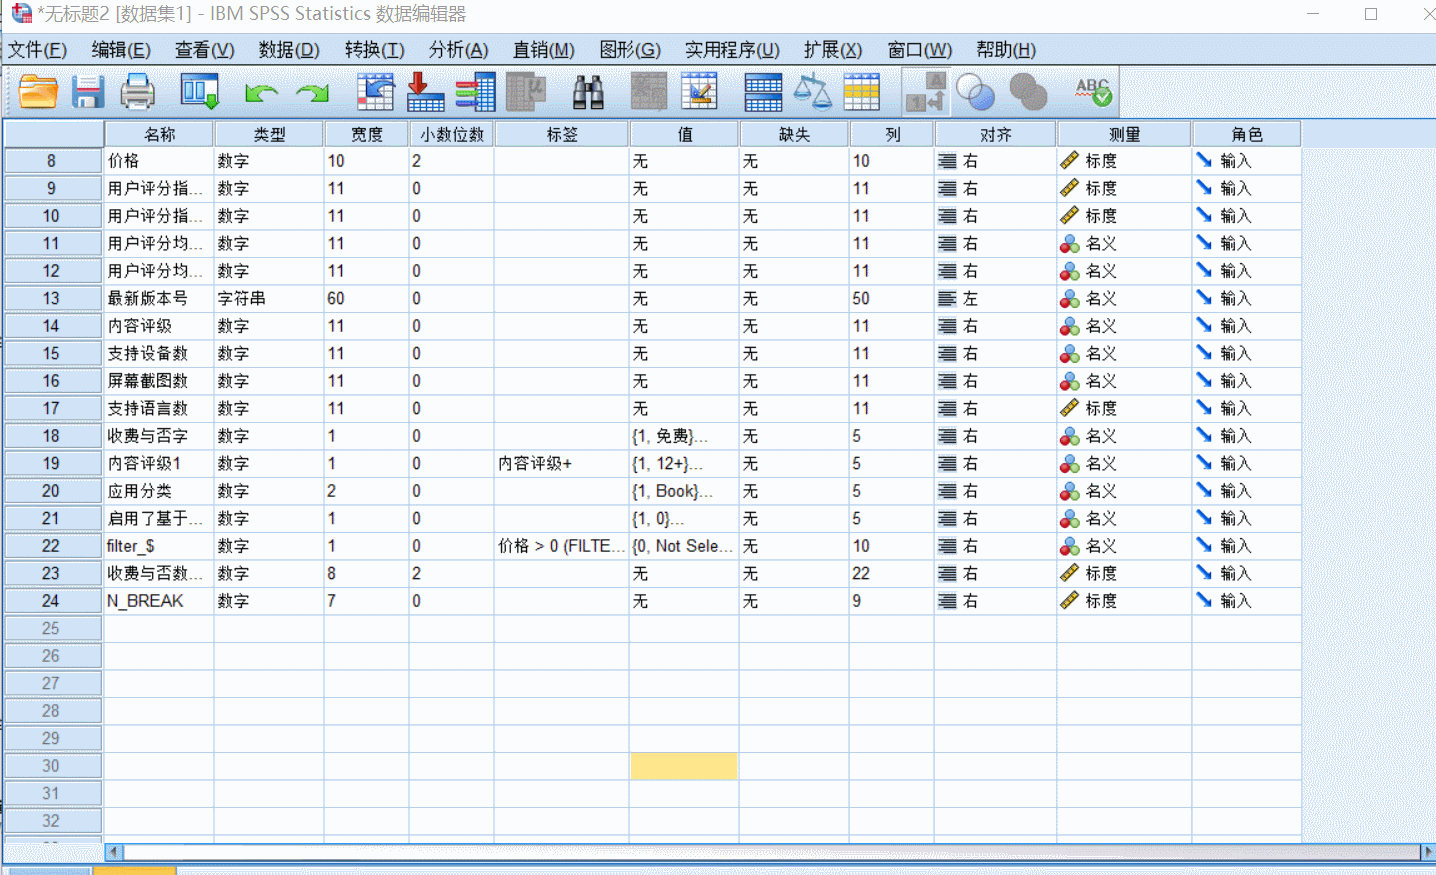 *无标题2 [数据集1] - IBM SPSS Statistics 数据编辑器
文件(F) 编辑(E) 查看(V) 数据(D) 转换(T) 分析(A) 直销(M) 图形(G) 实用程序(U) 扩展(X) 窗口(W) 帮助(H)
名称 类型 宽度 小数位数 标签 值 缺失 列 对齐 测量 角色
8 价格 数字 10 2 无 无 10 右 标度 输入
9 用户评分指... 数字 11 0 无 无 11 右 标度 输入
10 用户评分指... 数字 11 0 无 无 11 右 标度 输入
11 用户评分均... 数字 11 0 无 无 11 右 名义 输入
12 用户评分均... 数字 11 0 无 无 11 右 名义 输入
13 最新版本号 字符串 60 0 无 无 50 左 名义 输入
14 内容评级 数字 11 0 无 无 11 右 名义 输入
15 支持设备数 数字 11 0 无 无 11 右 名义 输入
16 屏幕截图数 数字 11 0 无 无 11 右 名义 输入
17 支持语言数 数字 11 0 无 无 11 右 标度 输入
18 收费与否字 数字 1 0 {1, 免费}... 无 5 右 名义 输入
19 内容评级1 数字 1 0 内容评级+ {1, 12+}... 无 5 右 名义 输入
20 应用分类 数字 2 0 {1, Book}... 无 5 右 名义 输入
21 启用了基于... 数字 1 0 {1, 0}... 无 5 右 名义 输入
22 filter_$ 数字 1 0 价格 > 0 (FILTE... {0, Not Sele... 无 10 右 名义 输入
23 收费与否数... 数字 8 2 无 无 22 右 标度 输入
24 N_BREAK 数字 7 0 无 无 9 右 标度 输入
25
26
27
28
29
30
31
32